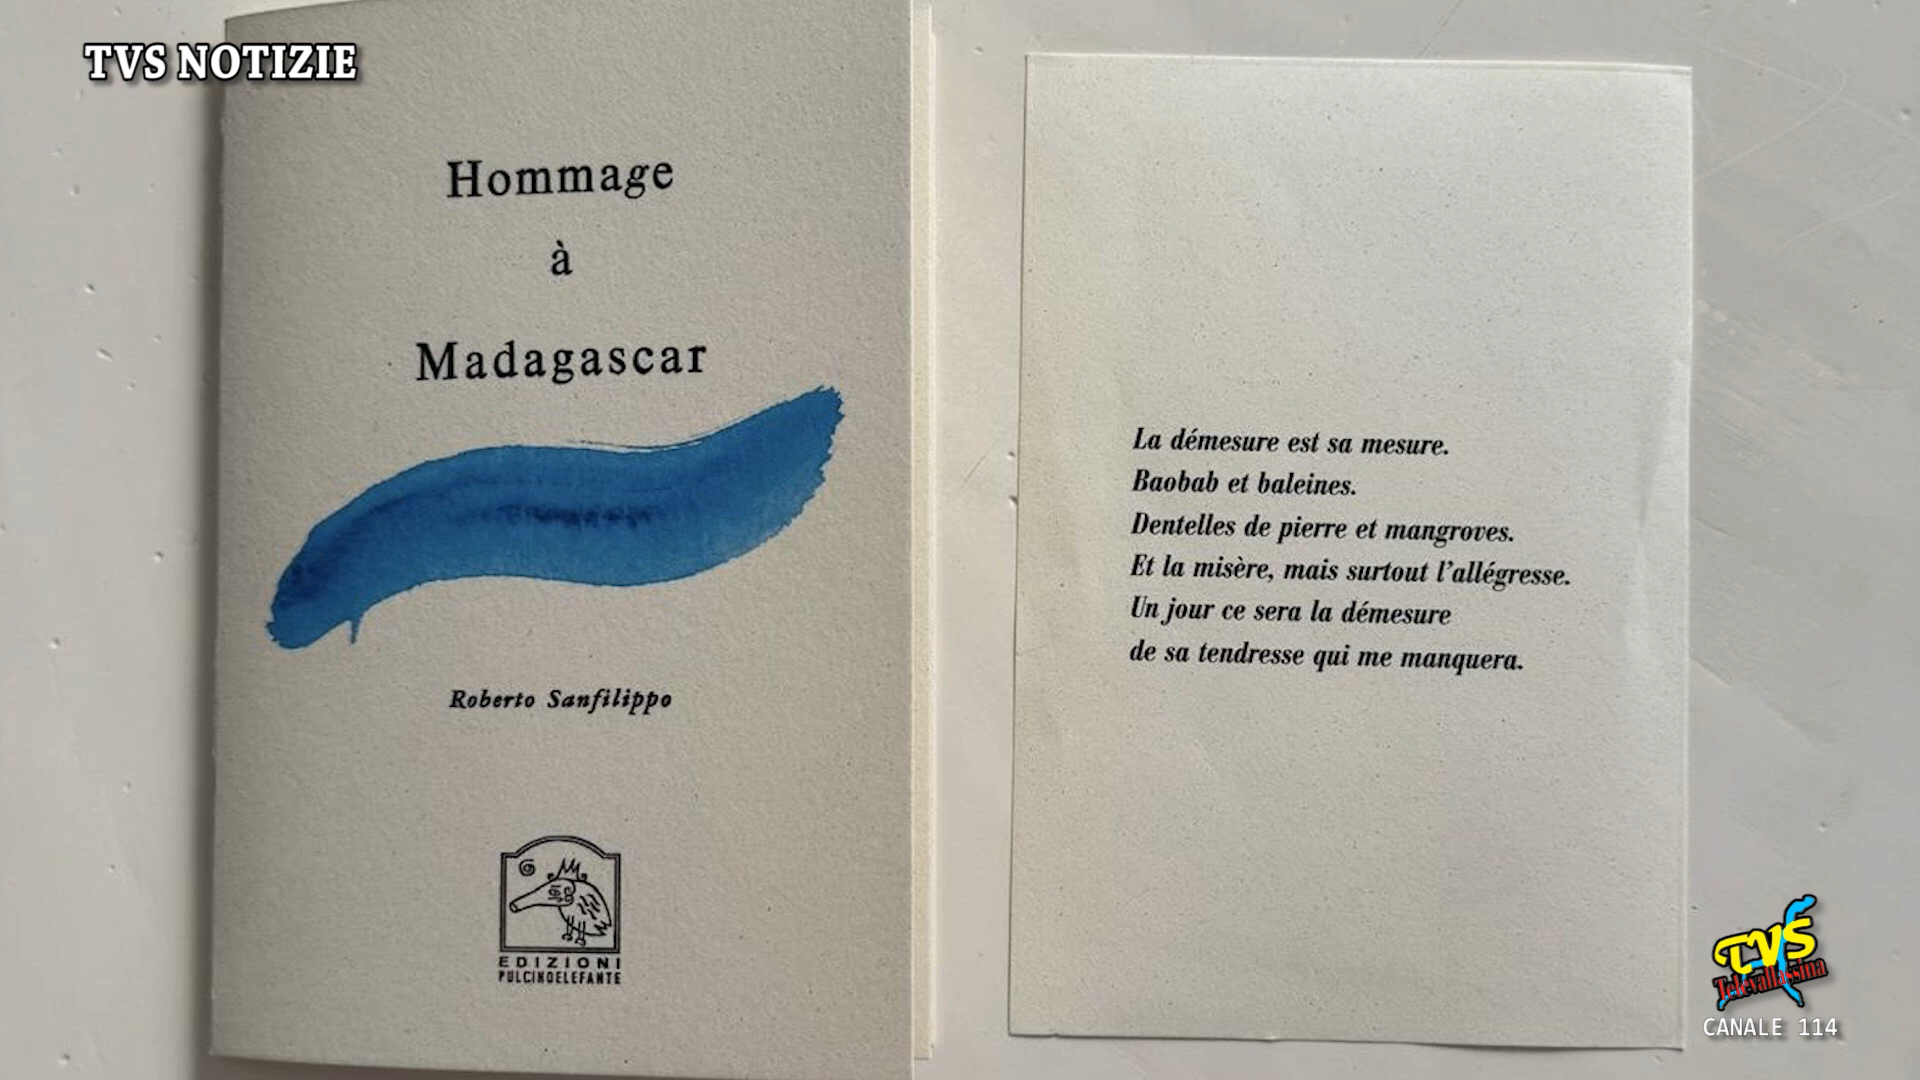 TVS NOTIZIE
Hommage
à
Madagascar
Roberto Sanfilippo
EDIZIONI
PULCINOELEFANTE
La démesure est sa mesure.
Baobab et baleines.
Dentelles de pierre et mangroves.
Et la misère, mais surtout l'allégresse.
Un jour ce sera la démesure
de sa tendresse qui me manquera.
TVS
Televallassina
CANALE 114